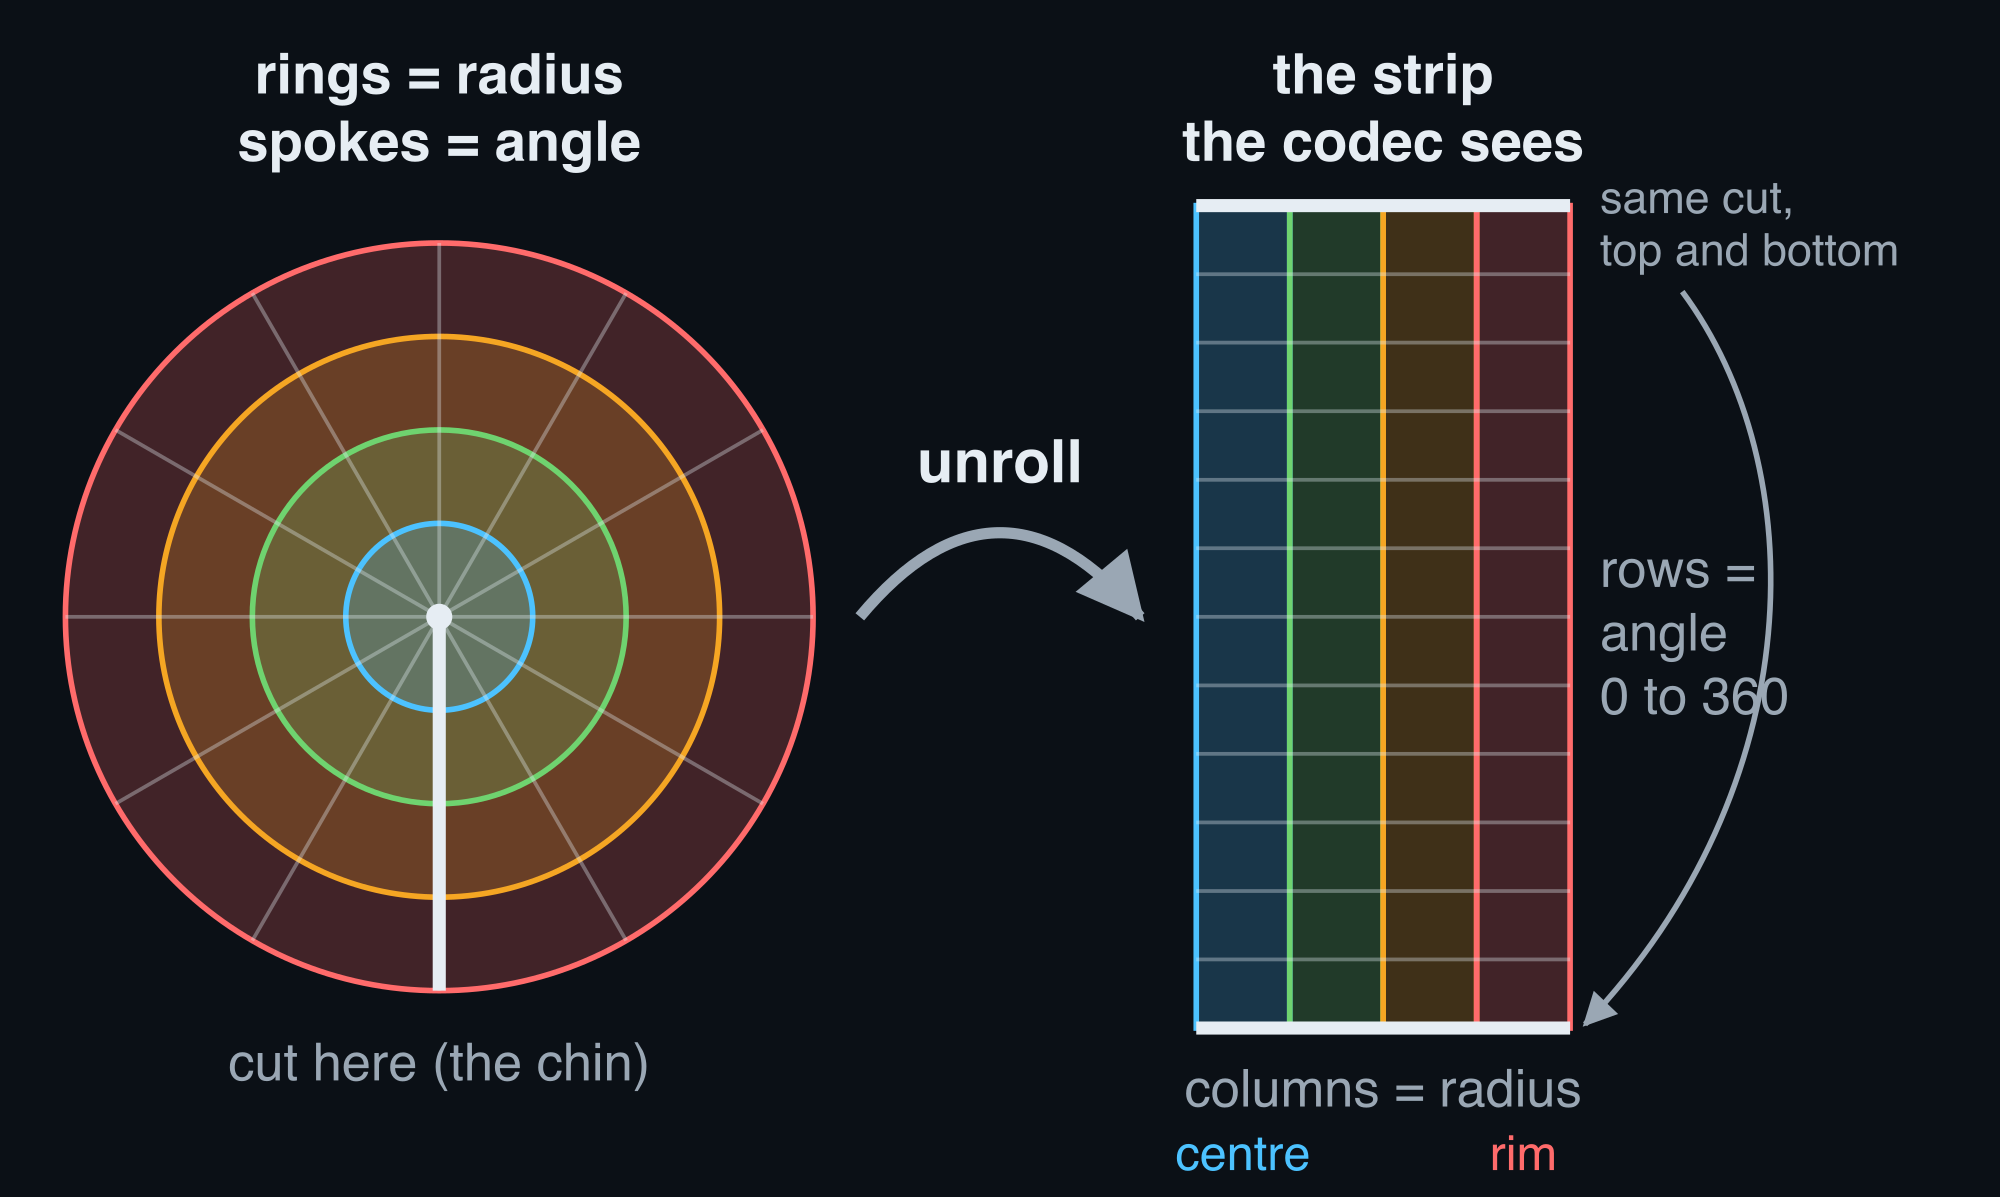 rings = radius
spokes = angle
the strip
the codec sees
same cut,
top and bottom
unroll
rows =
angle
0 to 360
cut here (the chin)
columns = radius
centre
rim